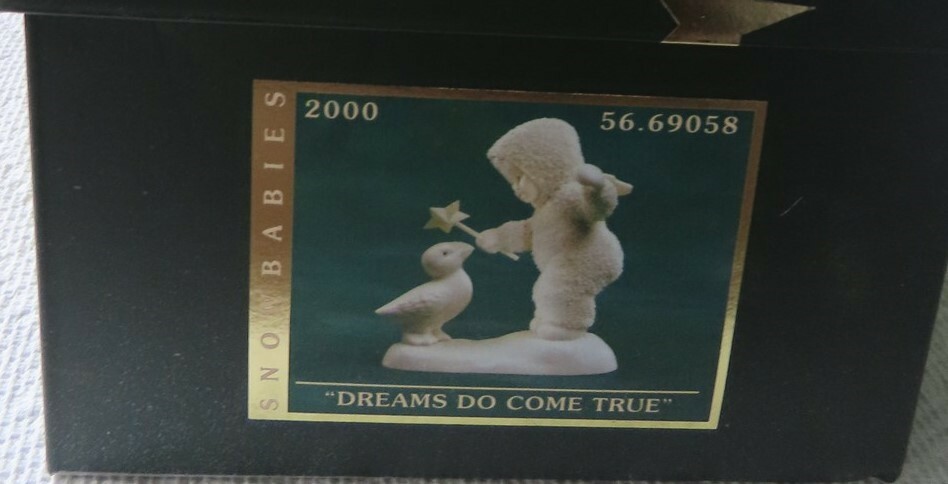 SNOWBABIES
2000
56.69058
"DREAMS DO COME TRUE"